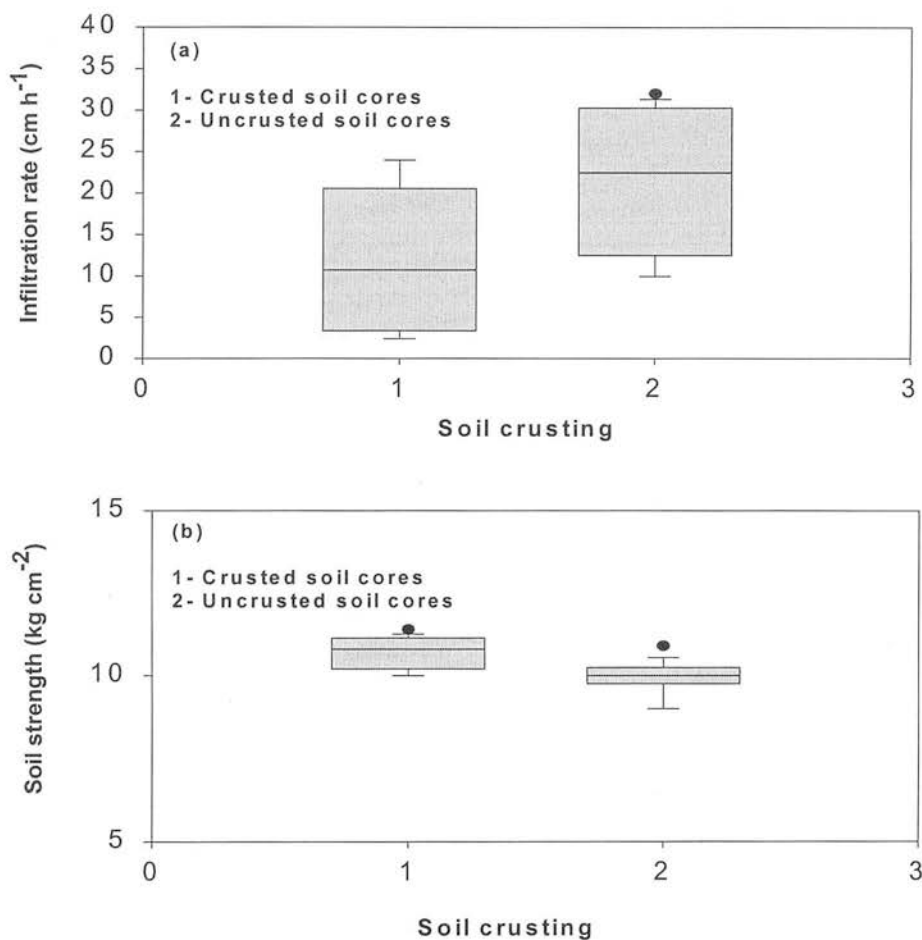 40
35
30
25
20
15
10
5
0
Infiltration rate (cm h⁻¹)
(a)
1- Crusted soil cores
2- Uncrusted soil cores
0 1 2 3
Soil crusting
15
10
5
Soil strength (kg cm⁻²)
(b)
1- Crusted soil cores
2- Uncrusted soil cores
0 1 2 3
Soil crusting